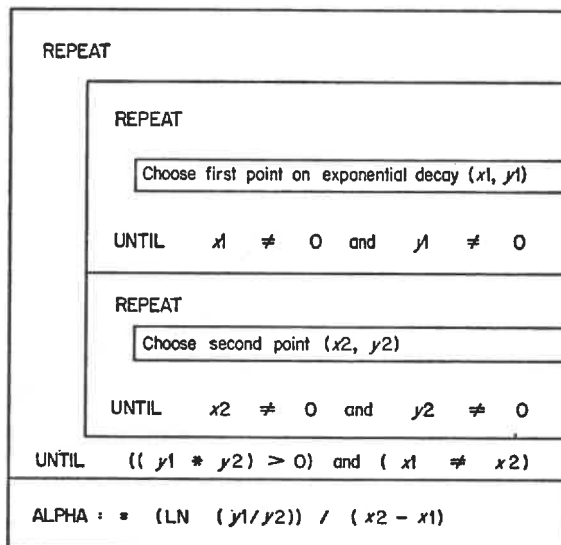 REPEAT
REPEAT
Choose first point on exponential decay (x1, y1)
UNTIL x1 ≠ 0 and y1 ≠ 0
REPEAT
Choose second point (x2, y2)
UNTIL x2 ≠ 0 and y2 ≠ 0
UNTIL (( y1 * y2) > 0) and ( x1 ≠ x2)
ALPHA : = (LN (y1/y2)) / (x2 - x1)